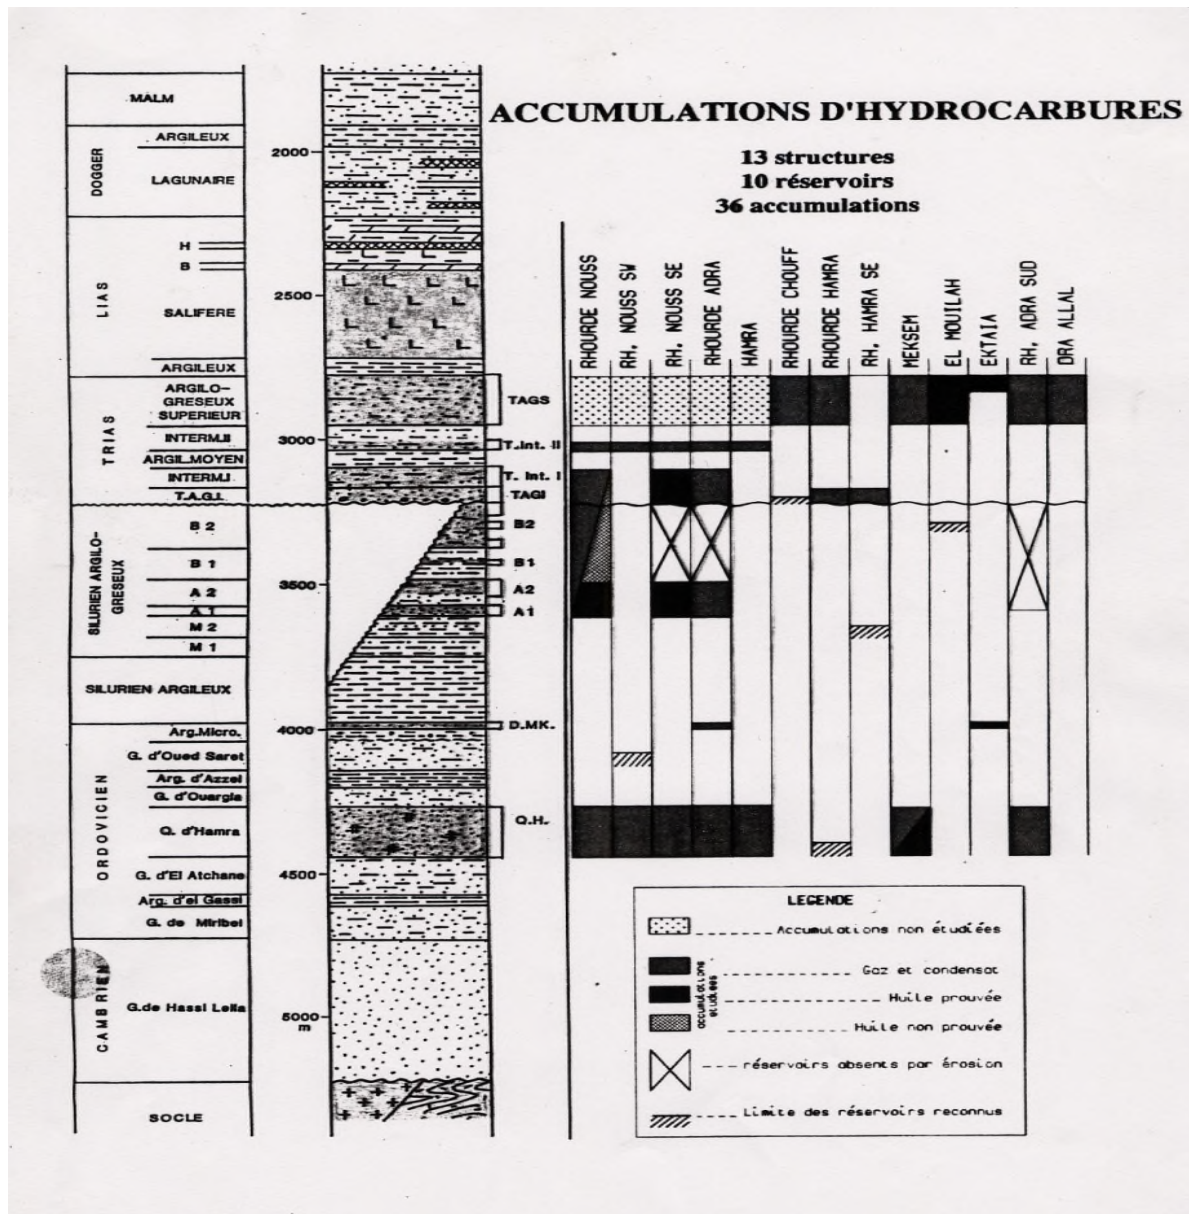 ACCUMULATIONS D'HYDROCARBURES
13 structures
10 réservoirs
36 accumulations
MALM
DOGGER
ARGILEUX
LAGUNAIRE
LIAS
H
B
SALIFERE
ARGILEUX
TRIAS
ARGILO-
GRESEUX
SUPERIEUR
INTERM.II
ARGIL.MOYEN
INTERM.I
T.A.G.I.
SILURIEN ARGILO-
GRESEUX
B 2
B 1
A 2
A 1
M 2
M 1
SILURIEN ARGILEUX
ORDOVICIEN
Arg.Micro.
G. d'Oued Saret
Arg. d'Azzel
G. d'Ouargla
Q. d'Hamra
G. d'El Atchane
Arg. d'el Gassi
G. de Miribel
CAMBRIEN
G.de Hassi Leila
SOCLE
2000
2500
3000
3500
4000
4500
5000
m
TAGS
T.Int. II
T. Int. I
TAGI
B2
B1
A2
A1
D.MK.
Q.H.
RHOURDE NOUSS
RH. NOUSS SW
RH. NOUSS SE
RHOURDE ADRA
HAMRA
RHOURDE CHOUFF
RHOURDE HAMRA
RH. HAMRA SE
MEKSEM
EL MOUILAH
EKTAIA
RH. ADRA SUD
DRA ALLAL
LEGENDE
Accumulations non étudiées
accumulations
étudiées
Gaz et condensat
Huile prouvée
Huile non prouvée
réservoirs absents par érosion
Limite des réservoirs reconnus